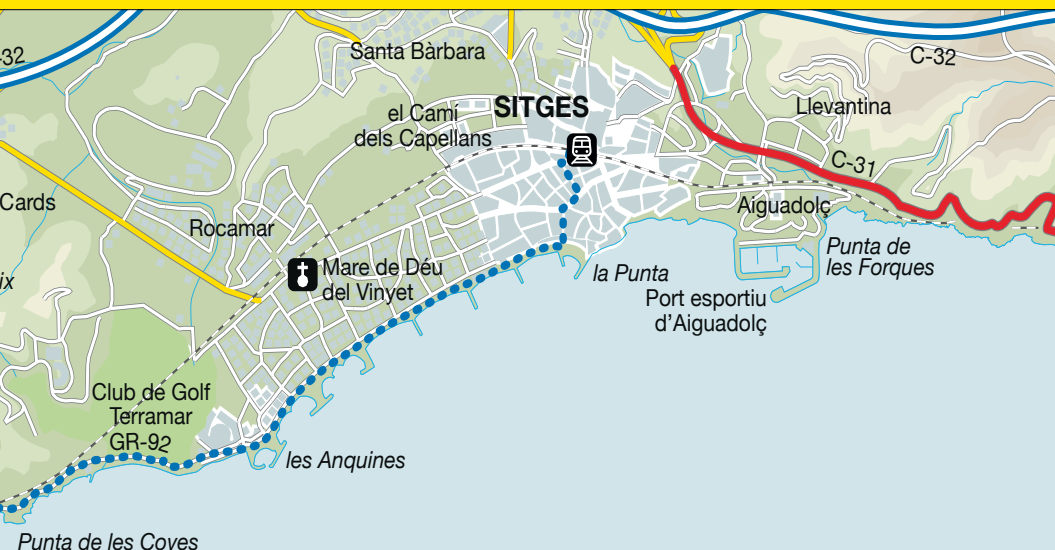 -32
Santa Bàrbara
C-32
SITGES
el Camí
dels Capellans
Llevantina
C-31
Cards
Aiguadolç
Rocamar
Punta de
les Forques
Mare de Déu
del Vinyet
la Punta
ix
Port esportiu
d'Aiguadolç
Club de Golf
Terramar
GR-92
les Anquines
Punta de les Coves